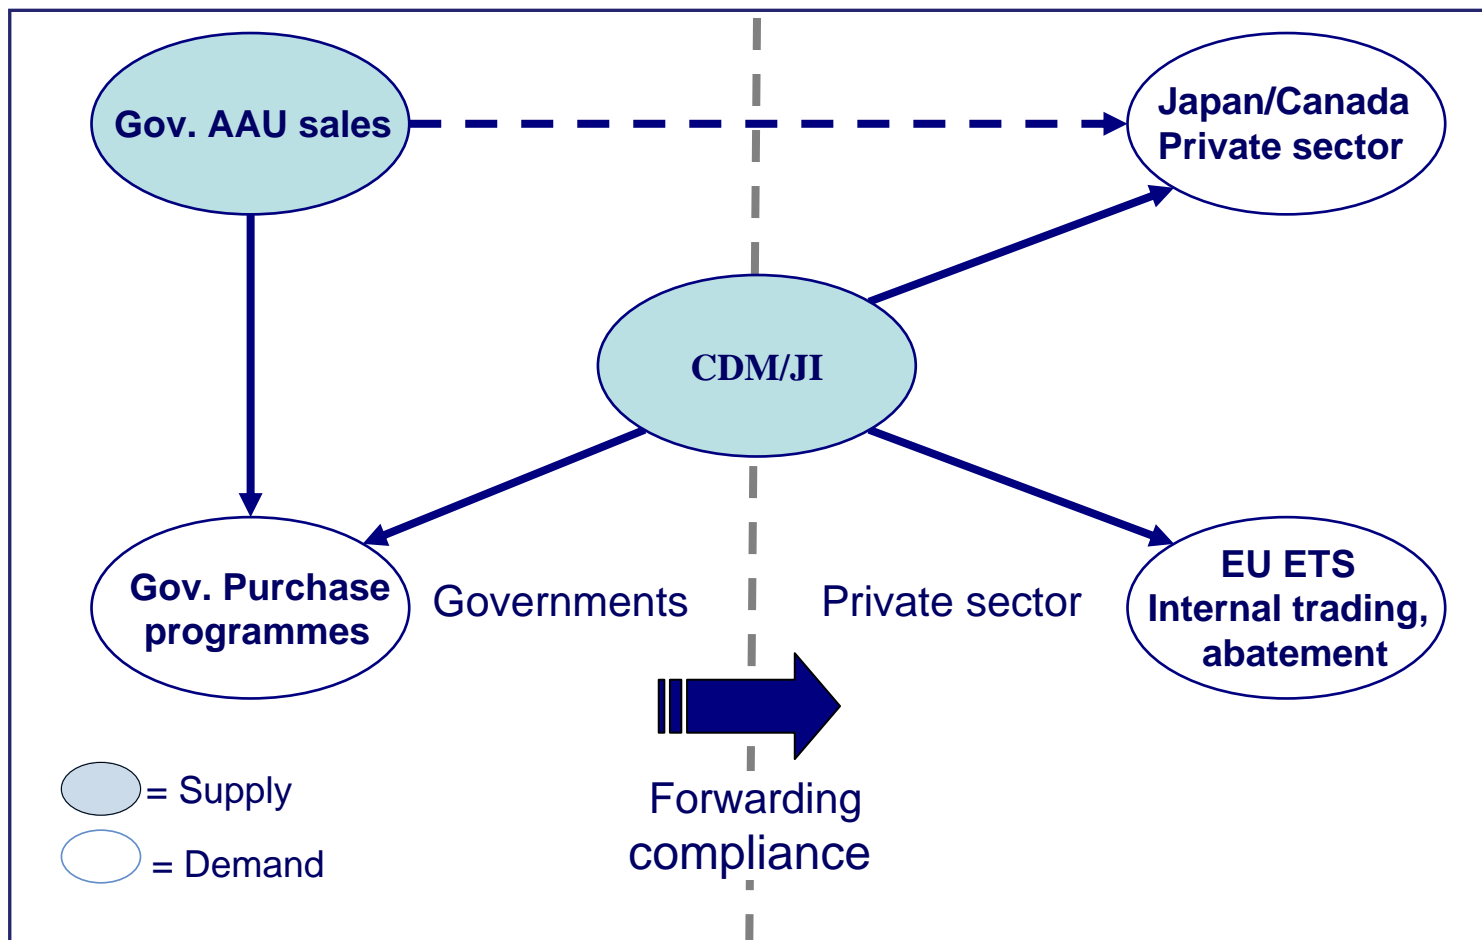 Gov. AAU sales
Japan/Canada
Private sector
CDM/JI
Gov. Purchase
programmes
Governments
Private sector
EU ETS
Internal trading,
abatement
= Supply
= Demand
Forwarding
compliance